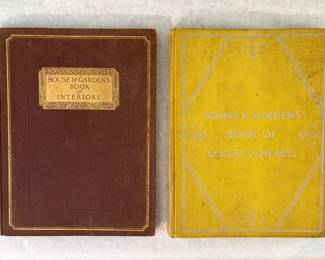 HOUSE & GARDEN'S
BOOK
of
INTERIORS
HOUSE & GARDEN'S
BOOK OF
COLOR SCHEMES